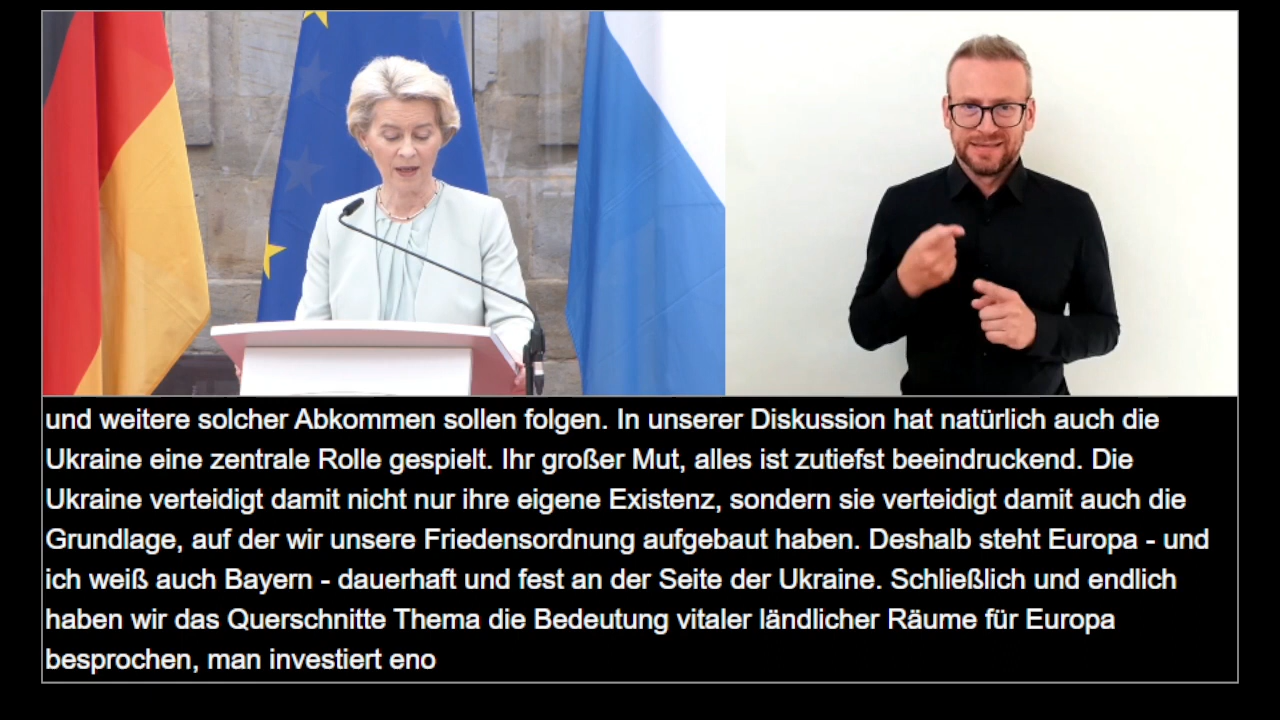 und weitere solcher Abkommen sollen folgen. In unserer Diskussion hat natürlich auch die
Ukraine eine zentrale Rolle gespielt. Ihr großer Mut, alles ist zutiefst beeindruckend. Die
Ukraine verteidigt damit nicht nur ihre eigene Existenz, sondern sie verteidigt damit auch die
Grundlage, auf der wir unsere Friedensordnung aufgebaut haben. Deshalb steht Europa - und
ich weiß auch Bayern - dauerhaft und fest an der Seite der Ukraine. Schließlich und endlich
haben wir das Querschnitte Thema die Bedeutung vitaler ländlicher Räume für Europa
besprochen, man investiert eno